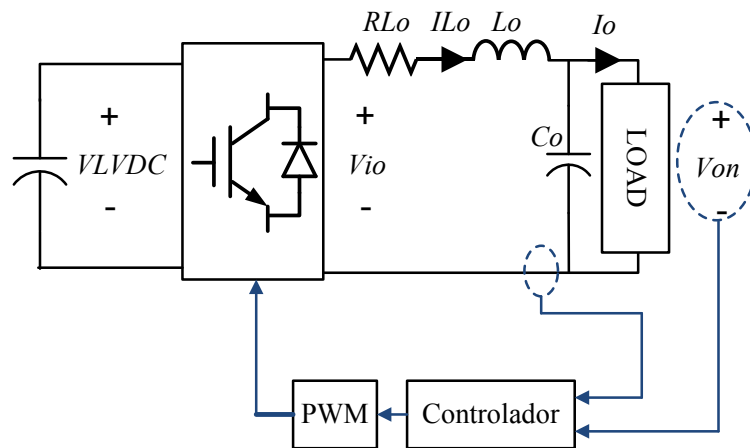 RLo ILo Lo Io
+ + +
VLVDC Vio Co LOAD Von
- - -
PWM Controlador